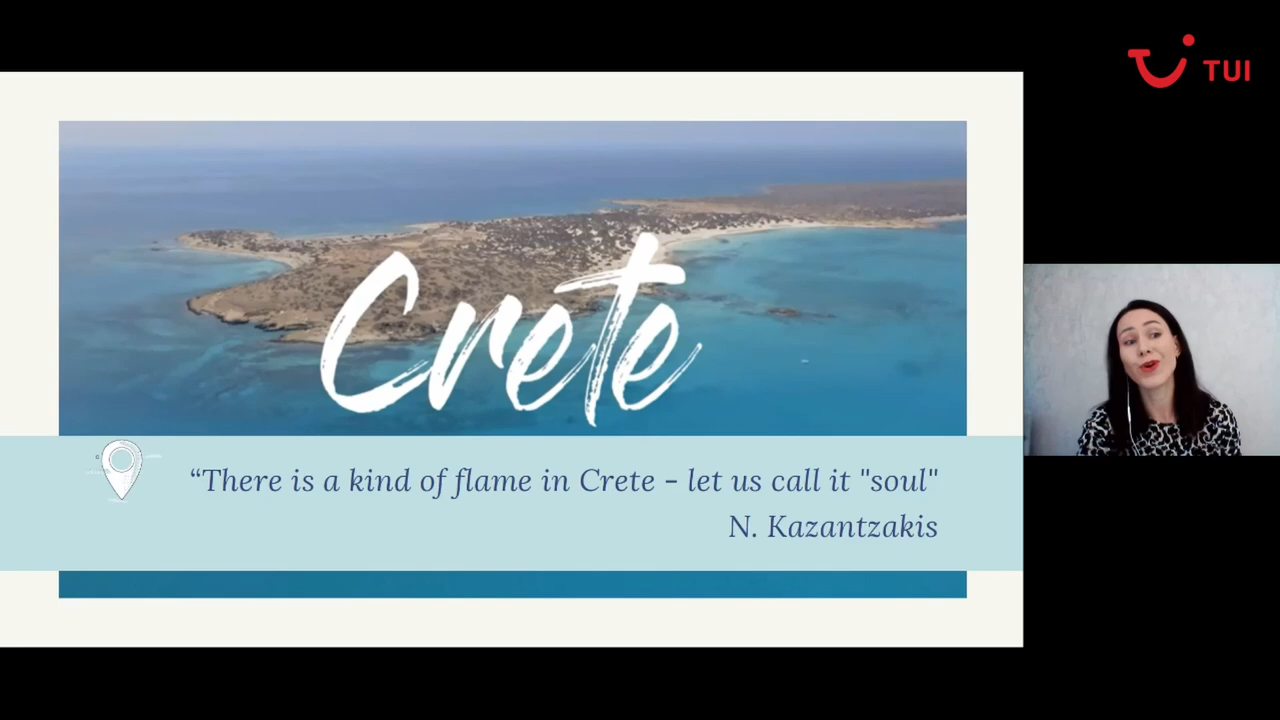 TUI
Crete
“There is a kind of flame in Crete - let us call it "soul"
N. Kazantzakis